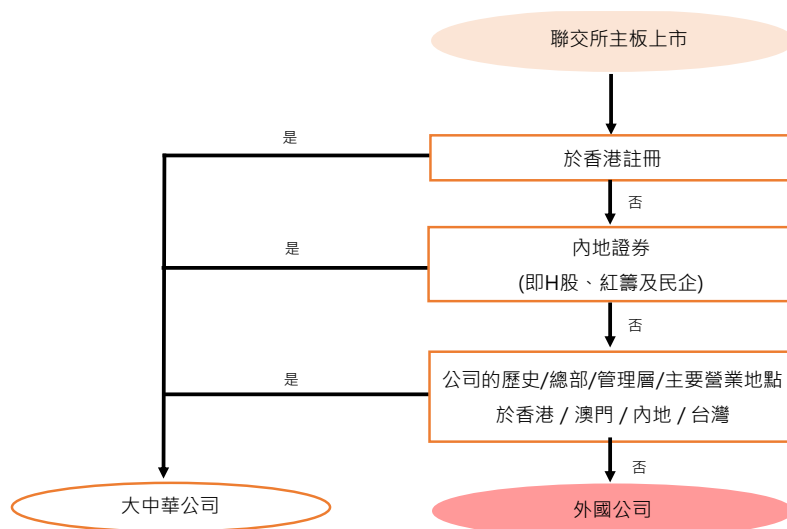 聯交所主板上市
是
於香港註冊
否
是
內地證券
(即H股、紅籌及民企)
否
是
公司的歷史/總部/管理層/主要營業地點
於香港 / 澳門 / 內地 / 台灣
否
大中華公司
外國公司